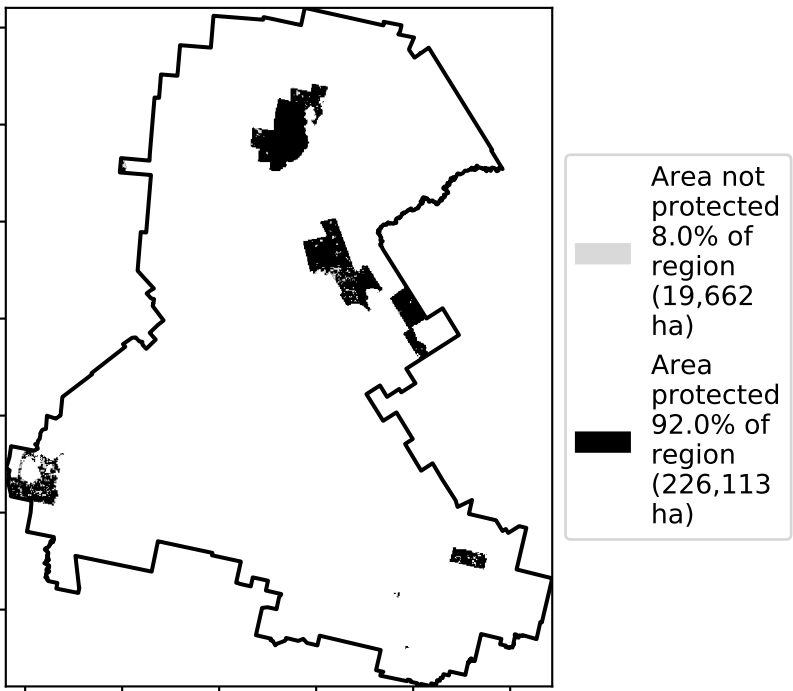 Area not
protected
8.0% of
region
(19,662
ha)
Area
protected
92.0% of
region
(226,113
ha)